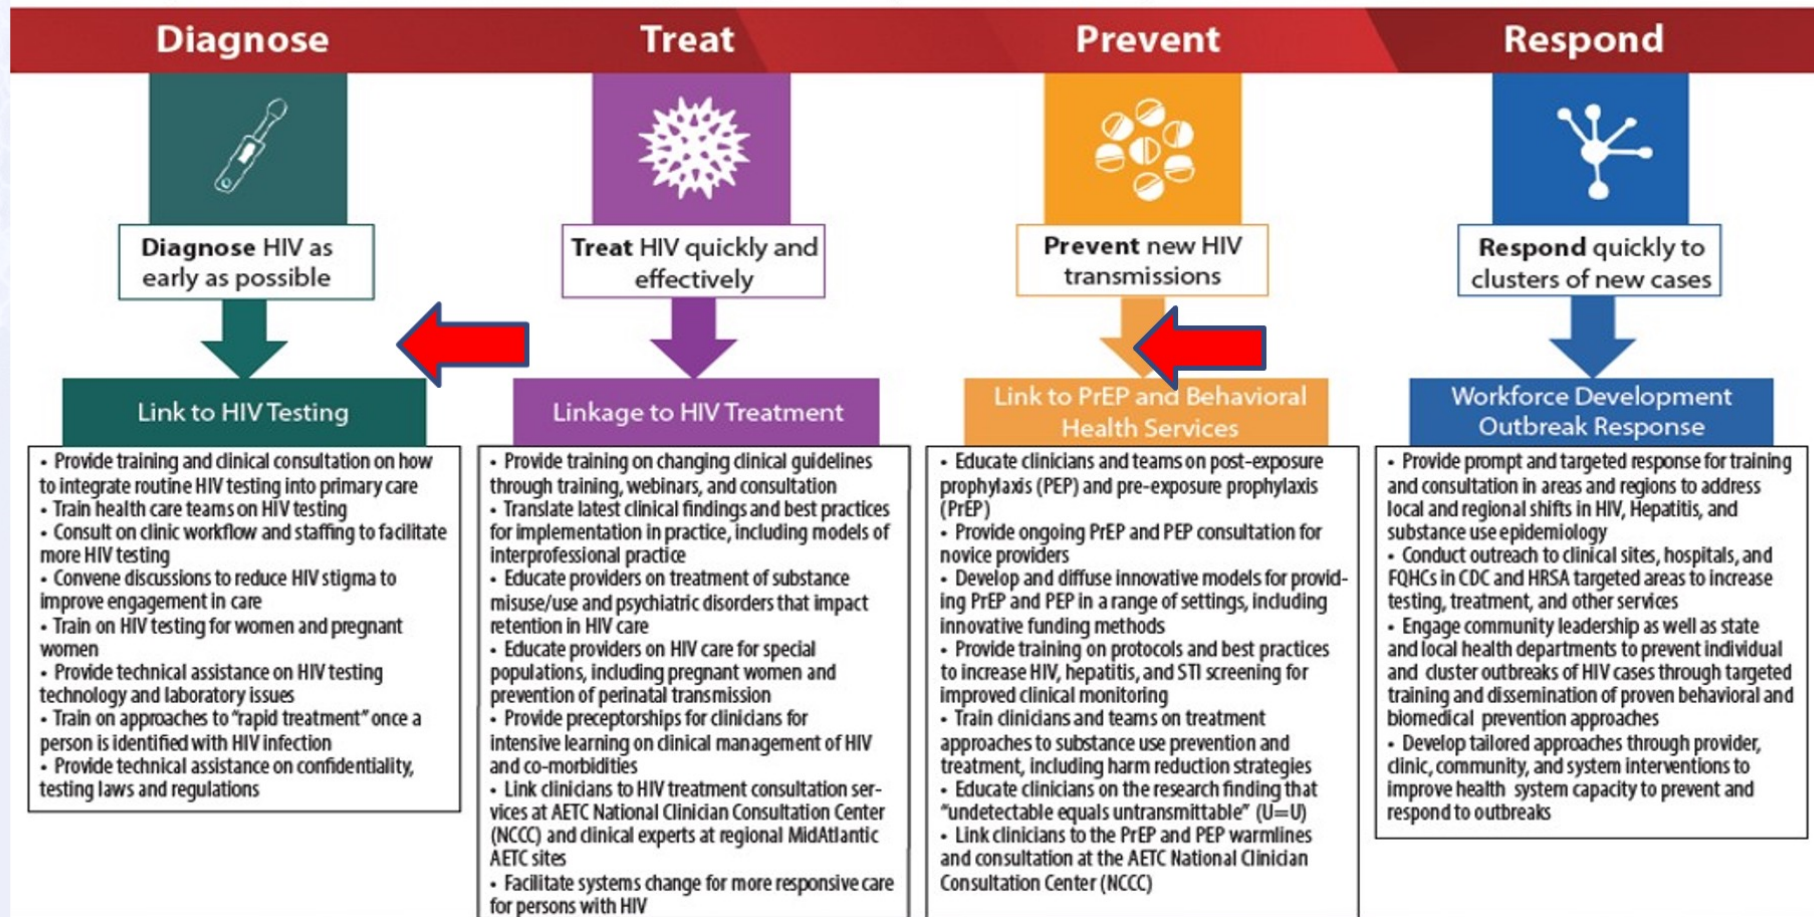 Diagnose
Treat
Prevent
Respond
Diagnose HIV as
early as possible
Treat HIV quickly and
effectively
Prevent new HIV
transmissions
Respond quickly to
clusters of new cases
Link to HIV Testing
Linkage to HIV Treatment
Link to PrEP and Behavioral
Health Services
Workforce Development
Outbreak Response
• Provide training and clinical consultation on how
to integrate routine HIV testing into primary care
• Train health care teams on HIV testing
• Consult on clinic workflow and staffing to facilitate
more HIV testing
• Convene discussions to reduce HIV stigma to
improve engagement in care
• Train on HIV testing for women and pregnant
women
• Provide technical assistance on HIV testing
technology and laboratory issues
• Train on approaches to “rapid treatment” once a
person is identified with HIV infection
• Provide technical assistance on confidentiality,
testing laws and regulations
• Provide training on changing clinical guidelines
through training, webinars, and consultation
• Translate latest clinical findings and best practices
for implementation in practice, including models of
interprofessional practice
• Educate providers on treatment of substance
misuse/use and psychiatric disorders that impact
retention in HIV care
• Educate providers on HIV care for special
populations, including pregnant women and
prevention of perinatal transmission
• Provide preceptorships for clinicians for
intensive learning on clinical management of HIV
and co-morbidities
• Link clinicians to HIV treatment consultation ser-
vices at AETC National Clinician Consultation Center
(NCCC) and clinical experts at regional MidAtlantic
AETC sites
• Facilitate systems change for more responsive care
for persons with HIV
• Educate clinicians and teams on post-exposure
prophylaxis (PEP) and pre-exposure prophylaxis
(PrEP)
• Provide ongoing PrEP and PEP consultation for
novice providers
• Develop and diffuse innovative models for provid-
ing PrEP and PEP in a range of settings, including
innovative funding methods
• Provide training on protocols and best practices
to increase HIV, hepatitis, and STI screening for
improved clinical monitoring
• Train clinicians and teams on treatment
approaches to substance use prevention and
treatment, including harm reduction strategies
• Educate clinicians on the research finding that
“undetectable equals untransmittable” (U=U)
• Link clinicians to the PrEP and PEP warmlines
and consultation at the AETC National Clinician
Consultation Center (NCCC)
• Provide prompt and targeted response for training
and consultation in areas and regions to address
local and regional shifts in HIV, Hepatitis, and
substance use epidemiology
• Conduct outreach to clinical sites, hospitals, and
FQHCs in CDC and HRSA targeted areas to increase
testing, treatment, and other services
• Engage community leadership as well as state
and local health departments to prevent individual
and cluster outbreaks of HIV cases through targeted
training and dissemination of proven behavioral and
biomedical prevention approaches
• Develop tailored approaches through provider,
clinic, community, and system interventions to
improve health system capacity to prevent and
respond to outbreaks